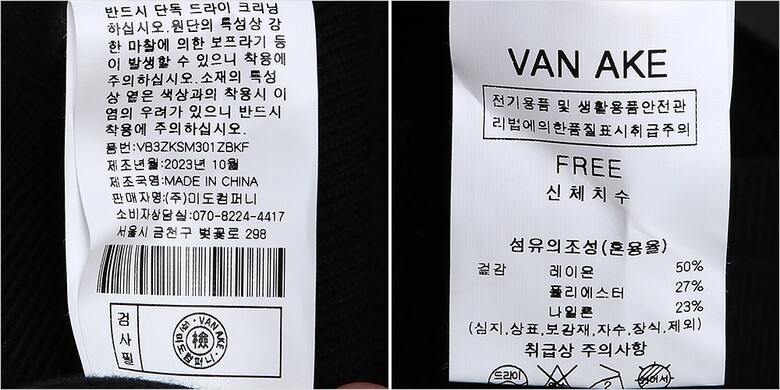 반드시 단독 드라이 크리닝
하십시오.원단의 특성상 강
한 마찰에 의한 보프라기 등
이 발생할 수 있으니 착용에
주의하십시오.소재의 특성
상 옅은 색상과의 착용시 이
염의 우려가 있으니 반드시
착용에 주의하십시오.
품번:VB3ZKSM301ZBKF
제조년월:2023년 10월
제조국명:MADE IN CHINA
판매자명:(주)미도컴퍼니
소비자상담실:070-8224-4417
서울시 금천구 벚꽃로 298
검사필
VAN AKE
檢
미도컴퍼니
VAN AKE
전기용품 및 생활용품안전관
리법에의한품질표시취급주의
FREE
신체치수
섬유의조성(혼용율)
겉감 레이온 50%
폴리에스터 27%
나일론 23%
(심지,상표,보강재,자수,장식,제외)
취급상 주의사항
드라이